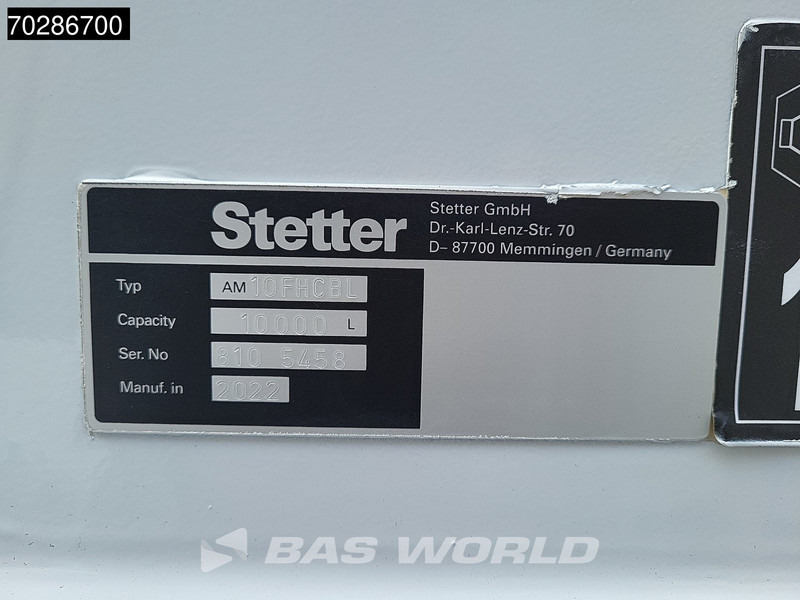 70286700
Stetter
Stetter GmbH
Dr.-Karl-Lenz-Str. 70
D– 87700 Memmingen / Germany
Typ AM 10FHCBL
Capacity 10000 L
Ser. No 810 5458
Manuf. in 2022
BAS WORLD